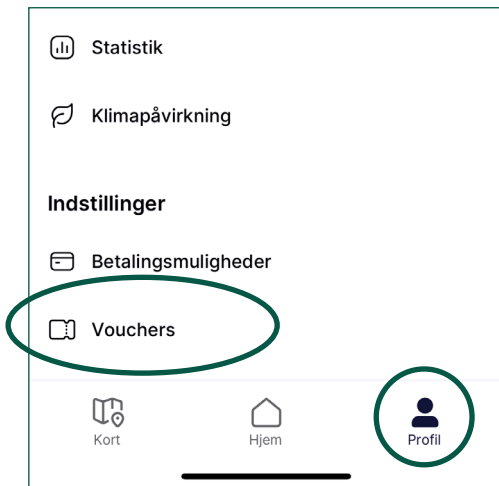 Statistik
Klimapåvirkning
Indstillinger
Betalingsmuligheder
Vouchers
Kort
Hjem
Profil